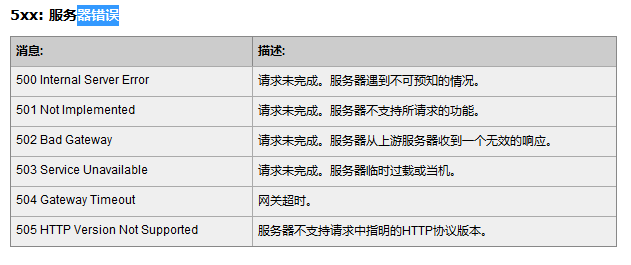 5xx: 服务器错误
消息: 描述:
500 Internal Server Error 请求未完成。服务器遇到不可预知的情况。
501 Not Implemented 请求未完成。服务器不支持所请求的功能。
502 Bad Gateway 请求未完成。服务器从上游服务器收到一个无效的响应。
503 Service Unavailable 请求未完成。服务器临时过载或当机。
504 Gateway Timeout 网关超时。
505 HTTP Version Not Supported 服务器不支持请求中指明的HTTP协议版本。